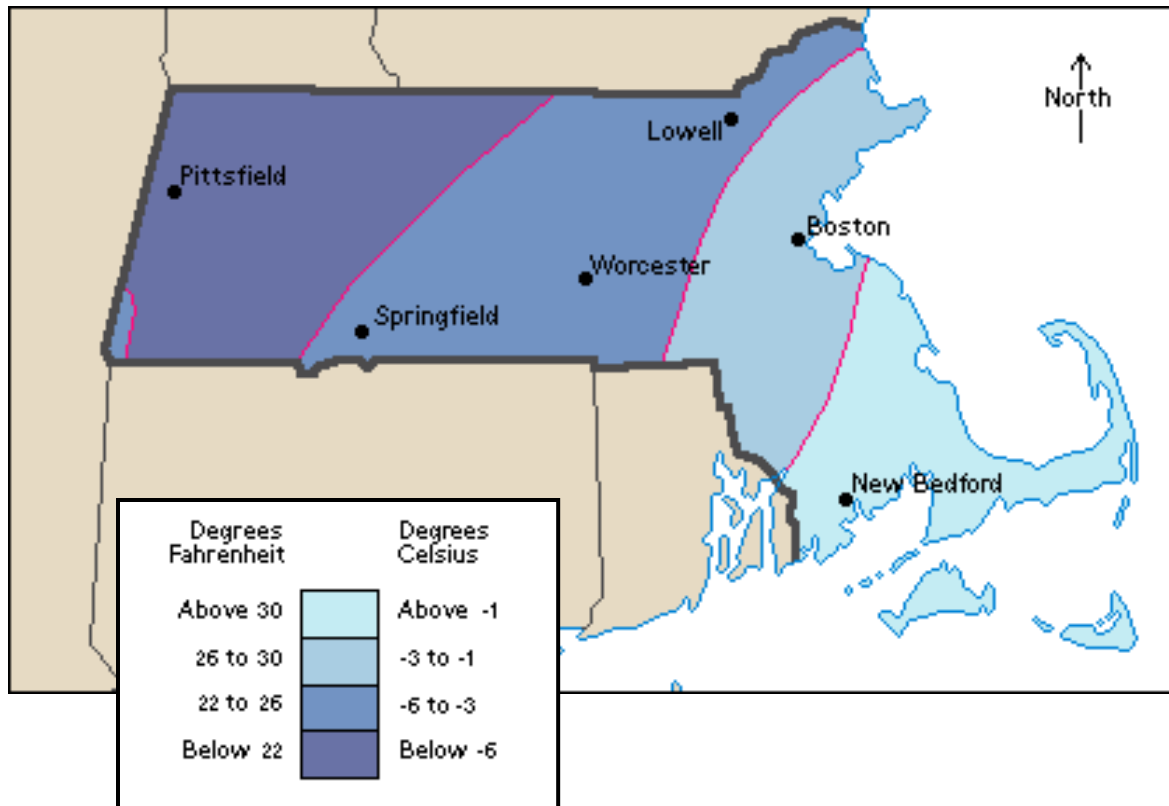 North
Lowell
Pittsfield
Boston
Worcester
Springfield
New Bedford
Degrees Fahrenheit
Degrees Celsius
Above 30
Above -1
26 to 30
-3 to -1
22 to 26
-6 to -3
Below 22
Below -6